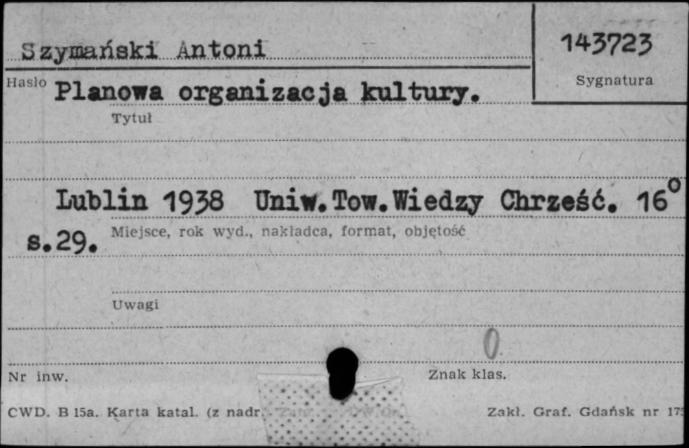 Szymański Antoni
143723
Hasło
Sygnatura
Planowa organizacja kultury.
Tytuł
Lublin 1938 Uniw.Tow.Wiedzy Chrześć. 16°
s.29.
Miejsce, rok wyd., nakładca, format, objętość
Uwagi
0
Nr inw.
Znak klas.
CWD. B 15a. Karta katal. (z nadr.
Zakł. Graf. Gdańsk nr